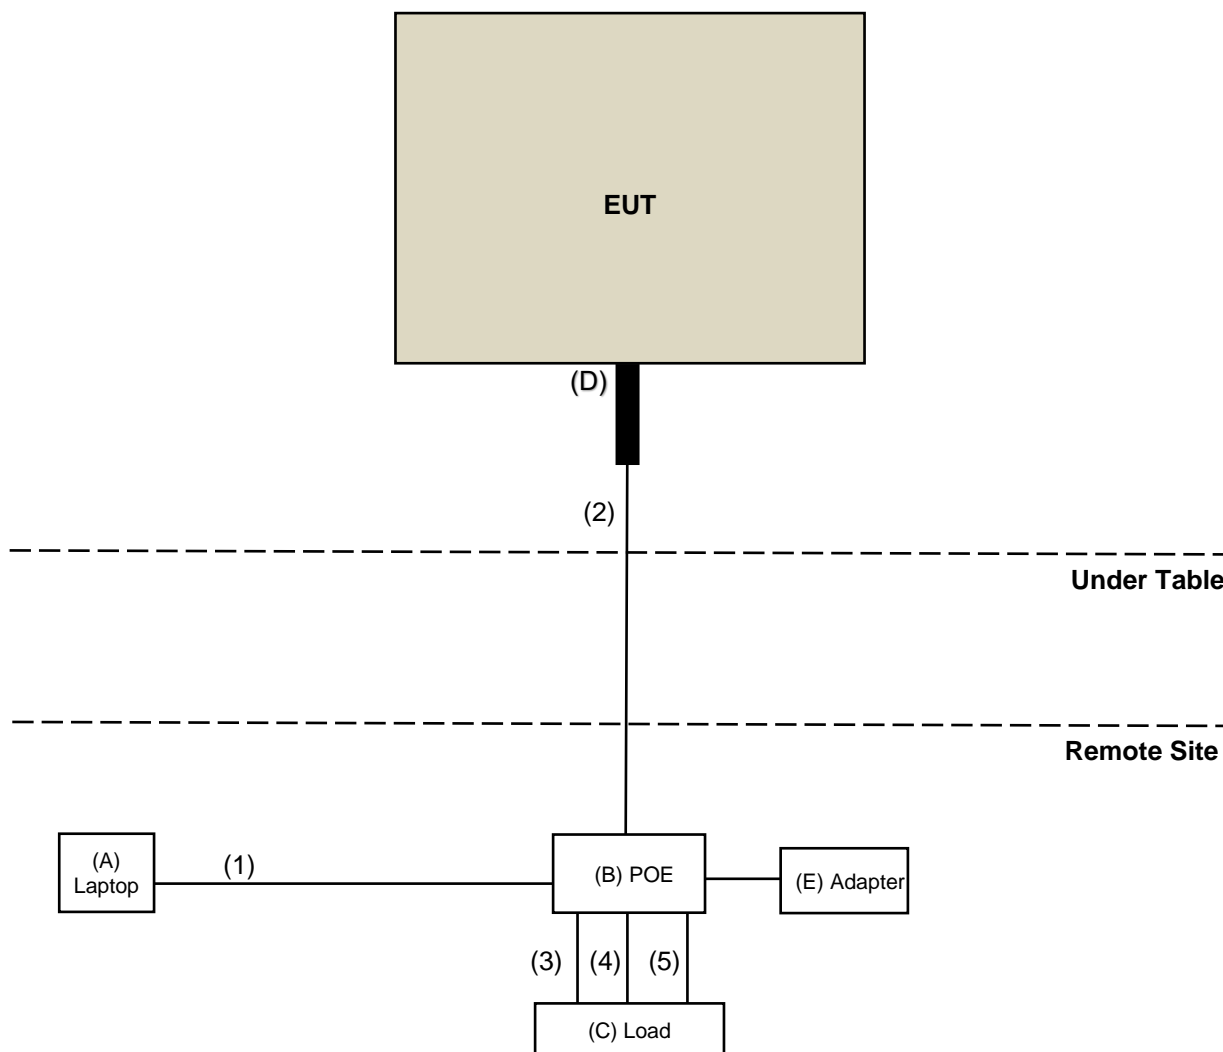 EUT
(D)
(2)
Under Table
Remote Site
(A)
Laptop
(1)
(B) POE
(E) Adapter
(3)
(4)
(5)
(C) Load